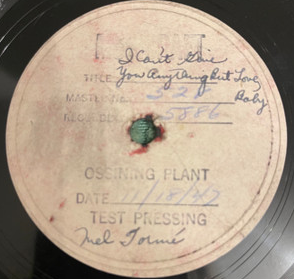 I Can't Give
TITLE You Anything But Love,
Baby
MASTER
5886
OSSINING PLANT
DATE 11/18/47
TEST PRESSING
Mel Tormé